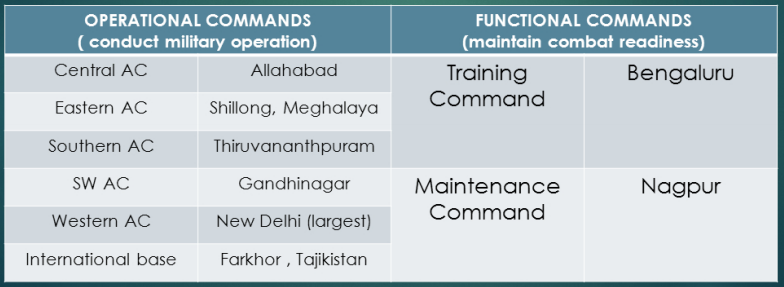 OPERATIONAL COMMANDS
( conduct military operation)
FUNCTIONAL COMMANDS
(maintain combat readiness)
Central AC
Allahabad
Eastern AC
Shillong, Meghalaya
Southern AC
Thiruvananthpuram
SW AC
Gandhinagar
Western AC
New Delhi (largest)
International base
Farkhor , Tajikistan
Training
Command
Bengaluru
Maintenance
Command
Nagpur